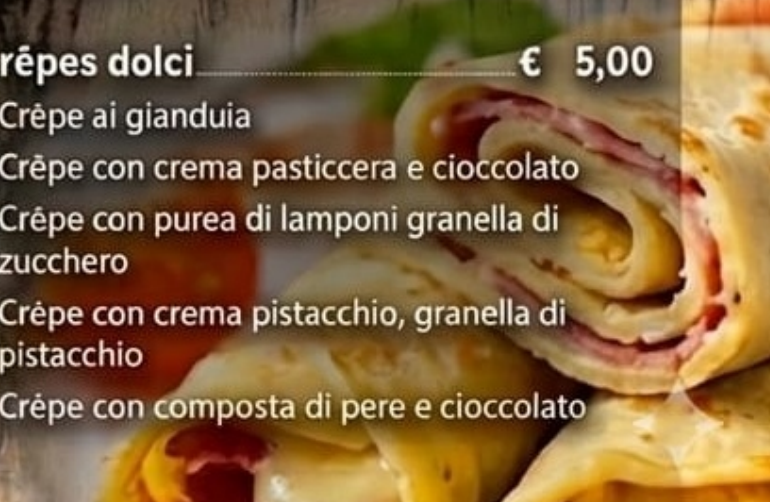 rêpes dolci € 5,00
Crêpe ai gianduia
Crêpe con crema pasticcera e cioccolato
Crêpe con purea di lamponi granella di
zucchero
Crêpe con crema pistacchio, granella di
pistacchio
Crêpe con composta di pere e cioccolato